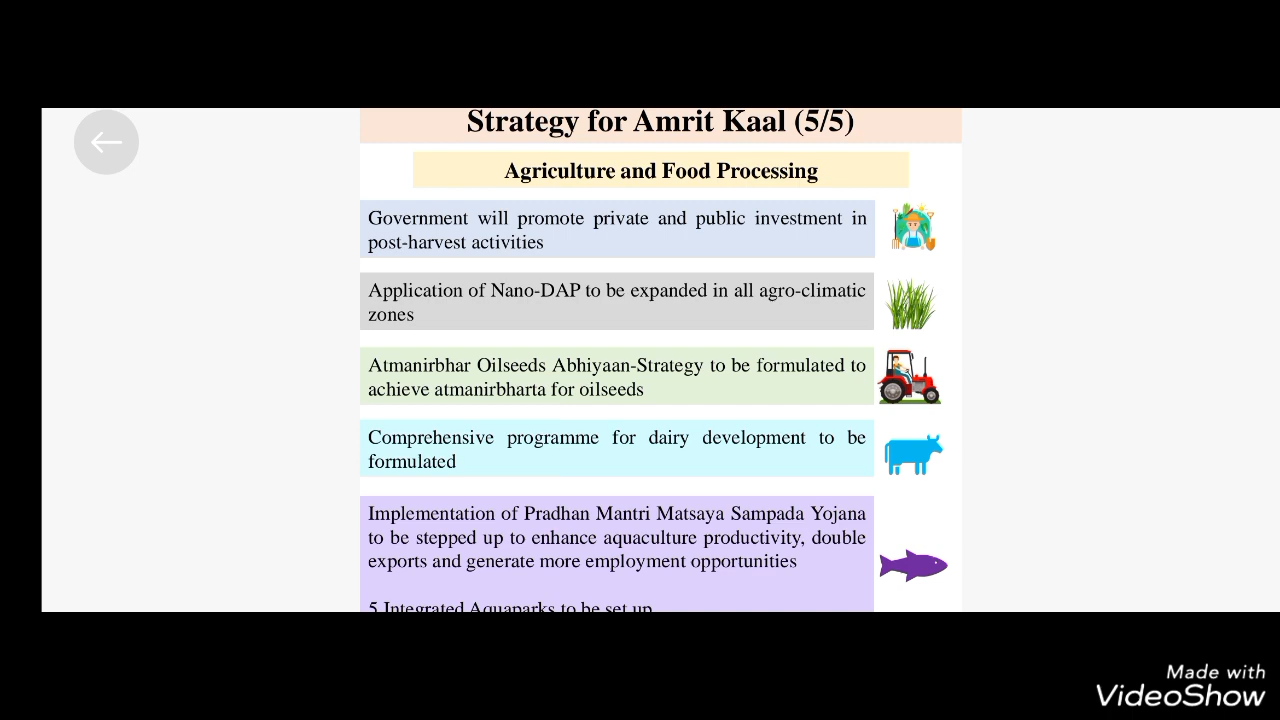 Strategy for Amrit Kaal (5/5)
Agriculture and Food Processing
Government will promote private and public investment in
post-harvest activities
Application of Nano-DAP to be expanded in all agro-climatic
zones
Atmanirbhar Oilseeds Abhiyaan-Strategy to be formulated to
achieve atmanirbharta for oilseeds
Comprehensive programme for dairy development to be
formulated
Implementation of Pradhan Mantri Matsaya Sampada Yojana
to be stepped up to enhance aquaculture productivity, double
exports and generate more employment opportunities
5 Integrated Aquaparks to be set up
Made with
VideoShow